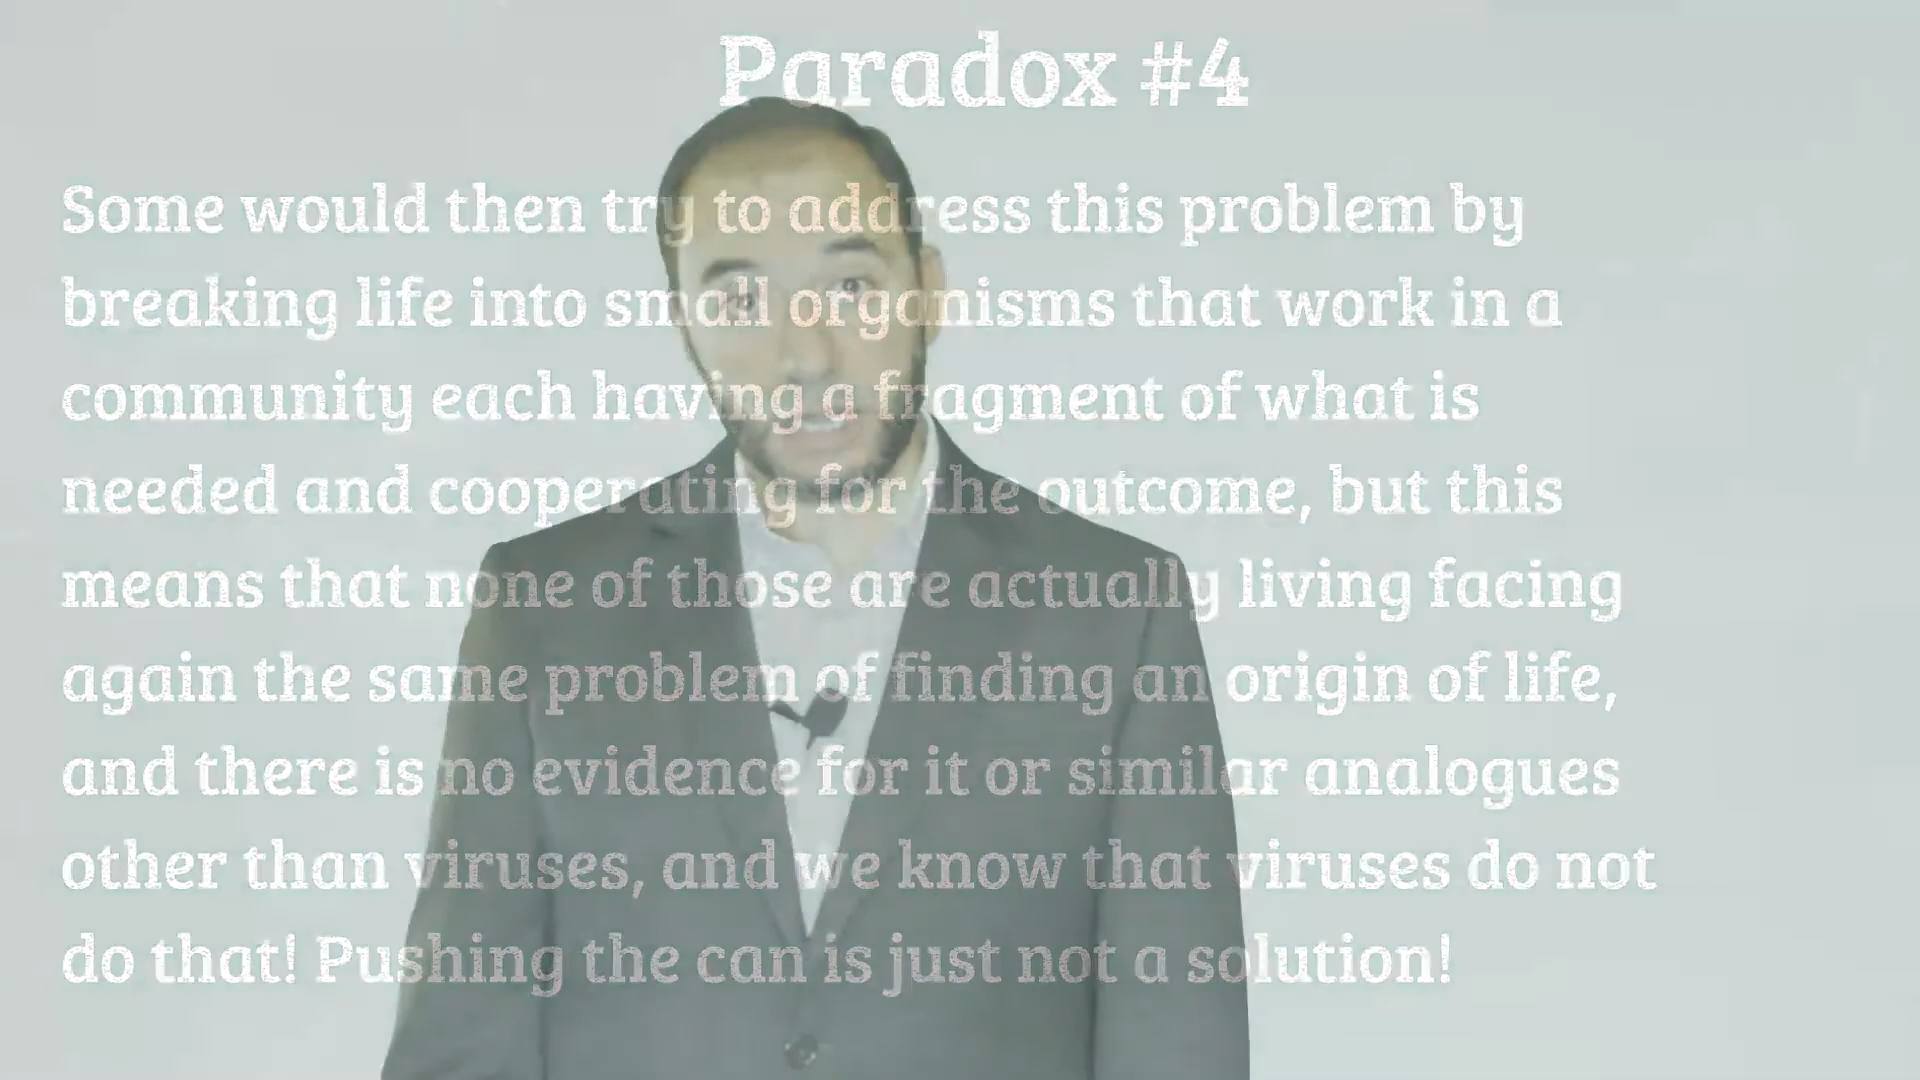 Paradox #4
Some would then try to address this problem by
breaking life into small organisms that work in a
community each having a fragment of what is
needed and cooperating for the outcome, but this
means that none of those are actually living facing
again the same problem of finding an origin of life,
and there is no evidence for it or similar analogues
other than viruses, and we know that viruses do not
do that! Pushing the can is just not a solution!